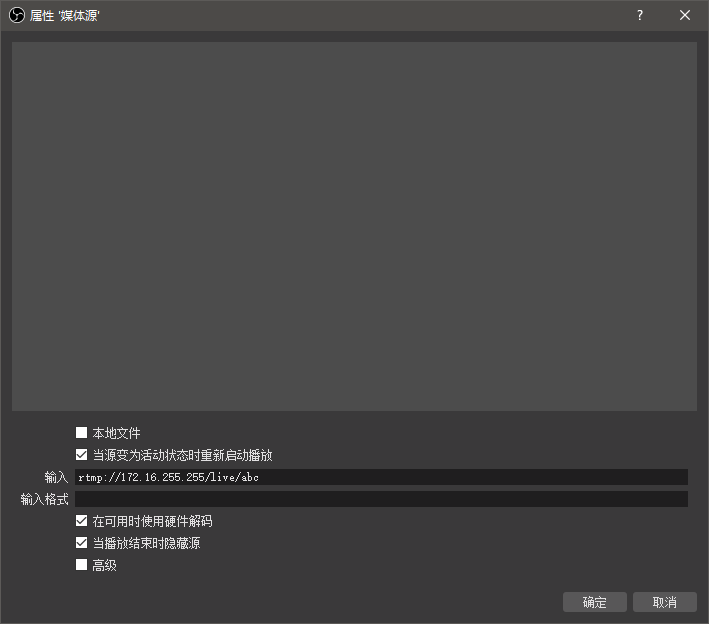 属性 '媒体源'
?
本地文件
当源变为活动状态时重新启动播放
输入 rtmp://172.16.255.255/live/abc
输入格式
在可用时使用硬件解码
当播放结束时隐藏源
高级
确定 取消